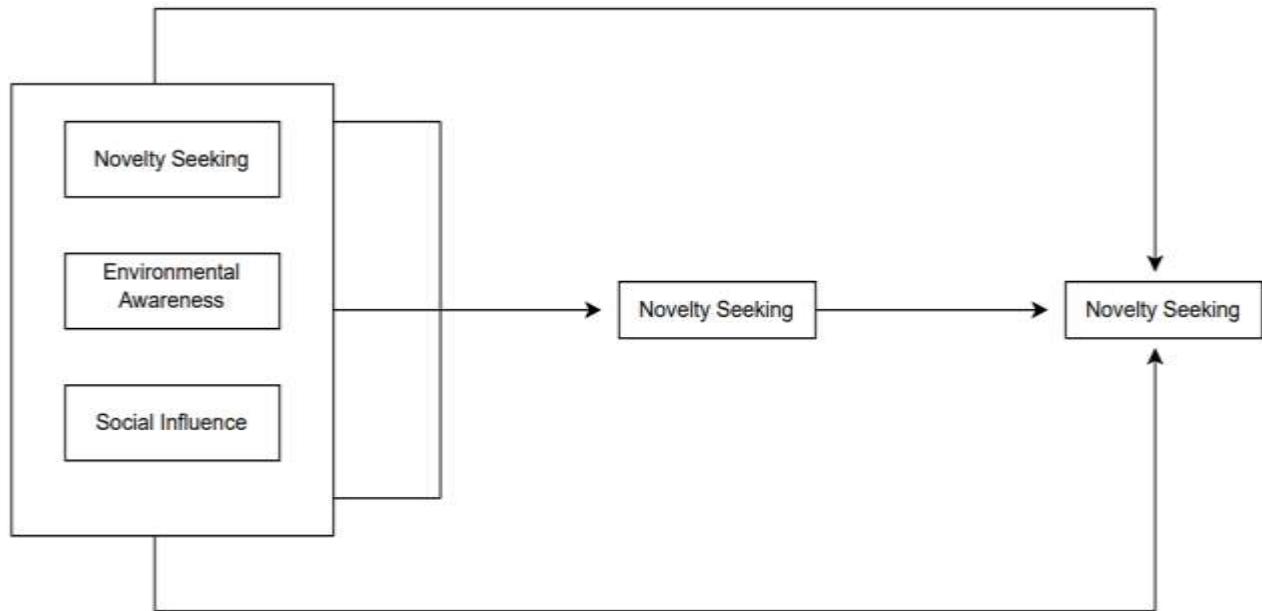 Novelty Seeking
Environmental
Awareness
Social Influence
Novelty Seeking
Novelty Seeking